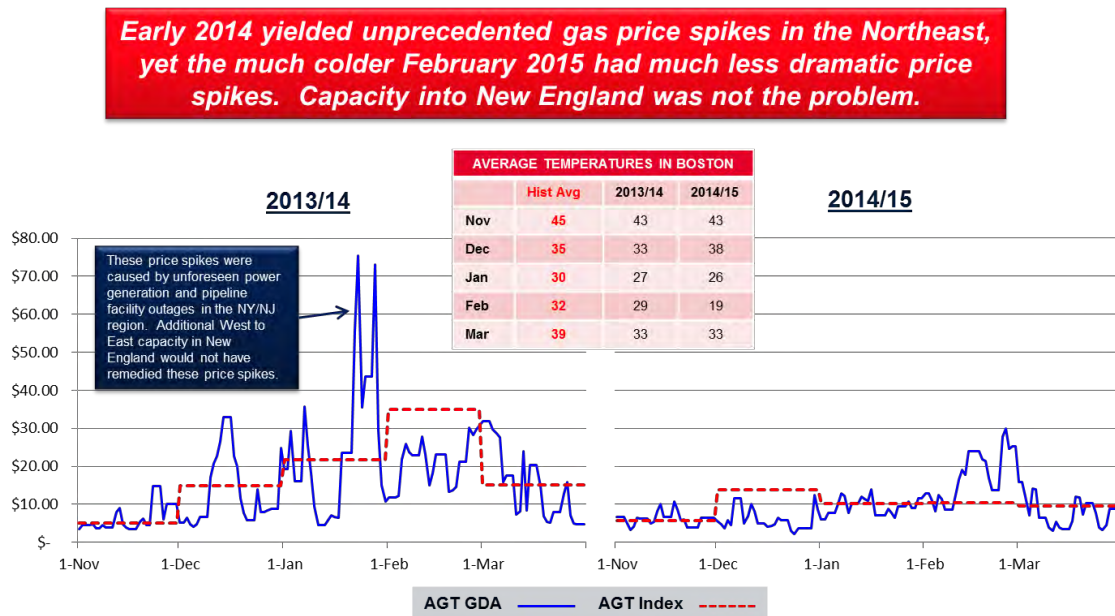 Early 2014 yielded unprecedented gas price spikes in the Northeast,
yet the much colder February 2015 had much less dramatic price
spikes.  Capacity into New England was not the problem.
AVERAGE TEMPERATURES IN BOSTON
Hist Avg 2013/14 2014/15
Nov 45 43 43
Dec 35 33 38
Jan 30 27 26
Feb 32 29 19
Mar 39 33 33
2013/14
2014/15
$80.00
$70.00
$60.00
$50.00
$40.00
$30.00
$20.00
$10.00
$-
These price spikes were
caused by unforeseen power
generation and pipeline
facility outages in the NY/NJ
region.  Additional West to
East capacity in New
England would not have
remedied these price spikes.
1-Nov 1-Dec 1-Jan 1-Feb 1-Mar
1-Nov 1-Dec 1-Jan 1-Feb 1-Mar
AGT GDA AGT Index